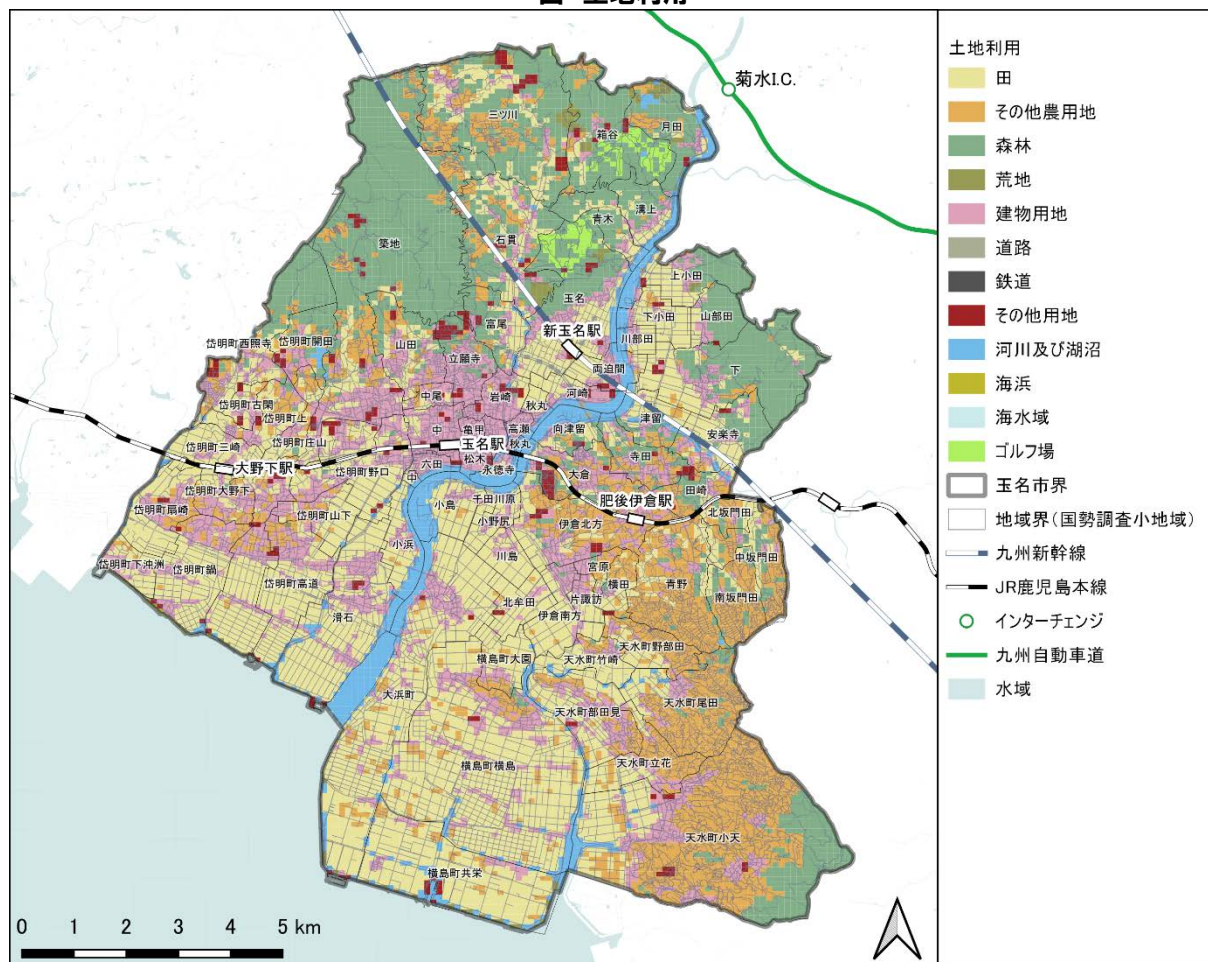 菊水I.C.
三ツ川
箱谷
月田
溝上
青木
築地
石貫
玉名
上小田
下小田
山部田
富尾
新玉名駅
川部田
岱明町西照寺
岱明町開田
山田
立願寺
両迫間
下
岱明町古閑
中尾
岩崎
河崎
秋丸
津留
岱明町上
中
亀甲
高瀬
向津留
安楽寺
岱明町三崎
岱明町庄山
玉名駅
秋丸
寺田
大野下駅
岱明町野口
六田
松木
永徳寺
大倉
田崎
中
岱明町大野下
千田川原
肥後伊倉駅
北坂門田
岱明町扇崎
岱明町山下
小島
小野尻
伊倉北方
小浜
川島
中坂門田
岱明町下沖洲
岱明町鍋
岱明町高道
宮原
横田
青野
滑石
北牟田
片諏訪
南坂門田
伊倉南方
天水町野部田
横島町大園
天水町竹崎
大浜町
天水町部田見
天水町尾田
横島町横島
天水町立花
天水町小天
横島町共栄
0 1 2 3 4 5 km
土地利用
田
その他農用地
森林
荒地
建物用地
道路
鉄道
その他用地
河川及び湖沼
海浜
海水域
ゴルフ場
玉名市界
地域界(国勢調査小地域)
九州新幹線
JR鹿児島本線
インターチェンジ
九州自動車道
水域